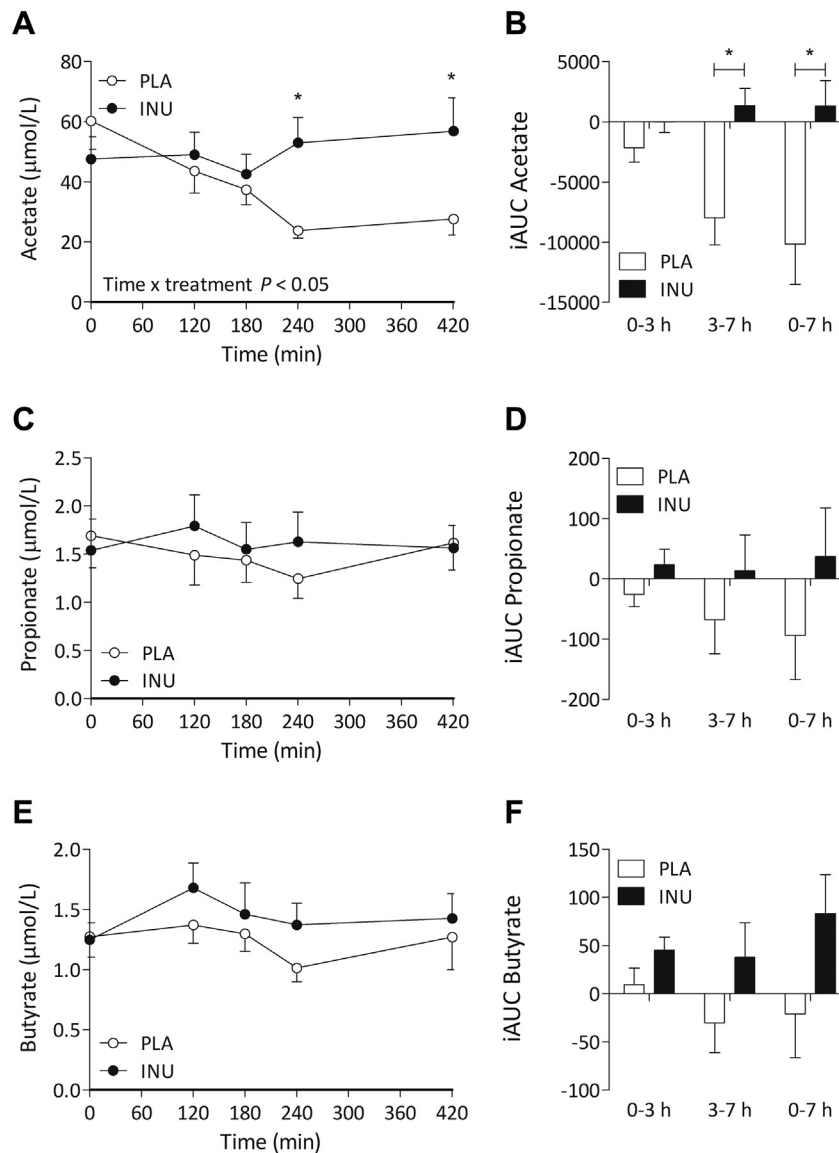 A
80
60
40
20
0
Acetate (µmol/L)
PLA
INU
*
*
Time x treatment P < 0.05
0 60 120 180 240 300 360 420
Time (min)
B
5000
0
-5000
-10000
-15000
iAUC Acetate
*
*
PLA
INU
0-3 h 3-7 h 0-7 h
C
2.5
2.0
1.5
1.0
0.5
0.0
Propionate (µmol/L)
PLA
INU
0 60 120 180 240 300 360 420
Time (min)
D
200
100
0
-100
-200
iAUC Propionate
PLA
INU
0-3 h 3-7 h 0-7 h
E
2.0
1.5
1.0
0.5
0.0
Butyrate (µmol/L)
PLA
INU
0 60 120 180 240 300 360 420
Time (min)
F
150
100
50
0
-50
-100
iAUC Butyrate
PLA
INU
0-3 h 3-7 h 0-7 h